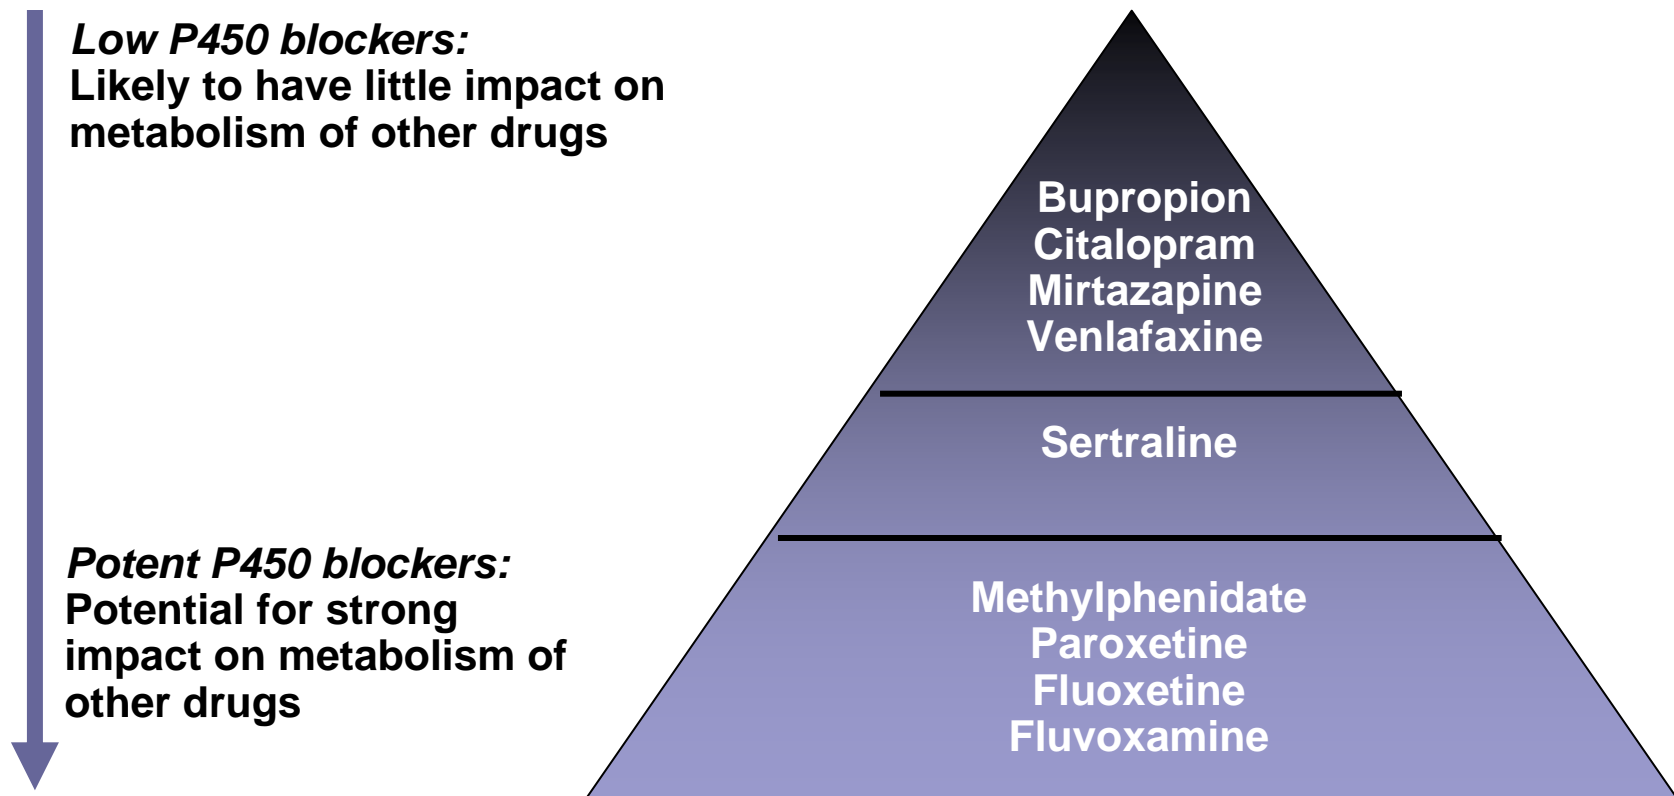 Low P450 blockers:
Likely to have little impact on
metabolism of other drugs
Bupropion
Citalopram
Mirtazapine
Venlafaxine
Sertraline
Potent P450 blockers:
Potential for strong
impact on metabolism of
other drugs
Methylphenidate
Paroxetine
Fluoxetine
Fluvoxamine